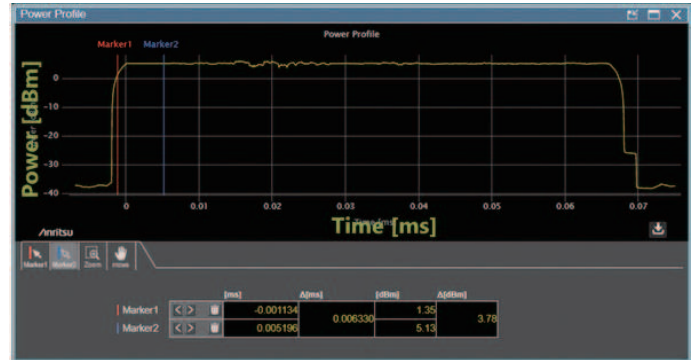 Power Profile
Power Profile
Marker1 Marker2
Power [dBm]
0
-10
-20
-30
-40
0 0.01 0.02 0.03 0.04 0.05 0.06 0.07
Time [ms]
/inritsu
Marker1 Marker2 Zoom move
[ms] Δ[ms] [dBm] Δ[dBm]
Marker1 < > -0.001134 0.006330 1.35 3.78
Marker2 < > 0.005196 5.13